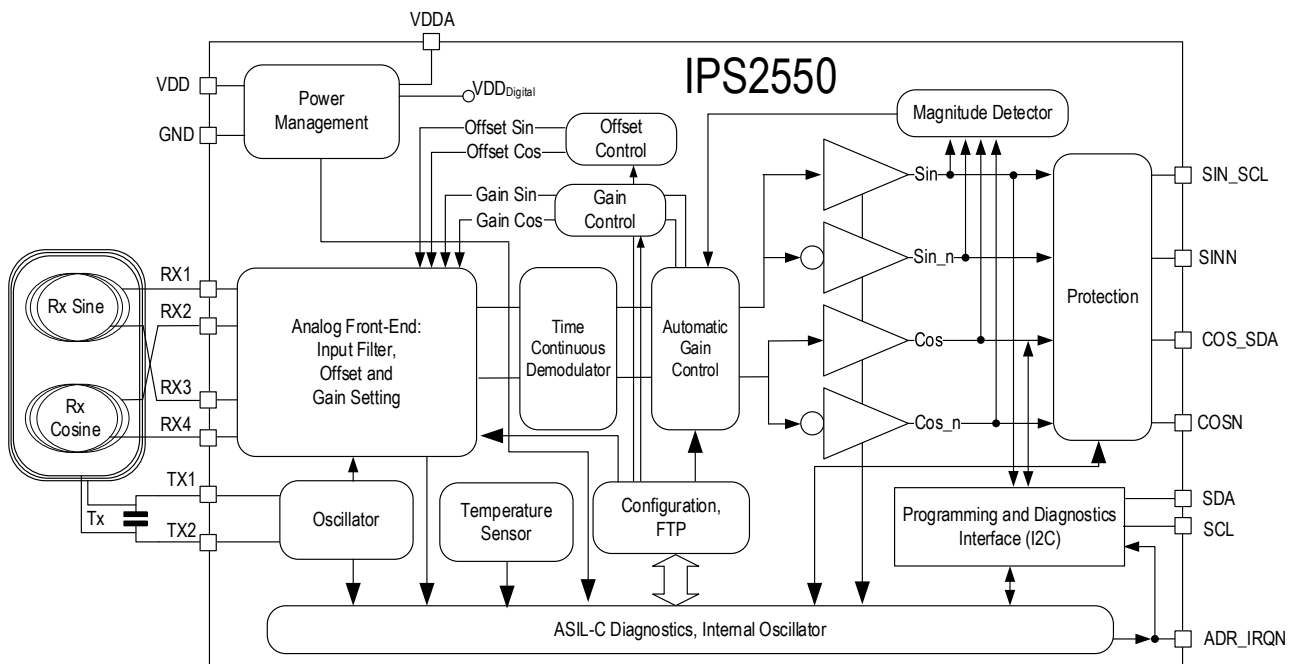 VDDA
IPS2550
VDD
GND
Power
Management
VDDDigital
Offset Sin
Offset Cos
Offset
Control
Gain Sin
Gain Cos
Gain
Control
Magnitude Detector
Sin
Sin_n
Cos
Cos_n
Protection
SIN_SCL
SINN
COS_SDA
COSN
Rx Sine
Rx
Cosine
RX1
RX2
RX3
RX4
Analog Front-End:
Input Filter,
Offset and
Gain Setting
Time
Continuous
Demodulator
Automatic
Gain
Control
TX1
Tx
TX2
Oscillator
Temperature
Sensor
Configuration,
FTP
Programming and Diagnostics
Interface (I2C)
SDA
SCL
ASIL-C Diagnostics, Internal Oscillator
ADR_IRQN